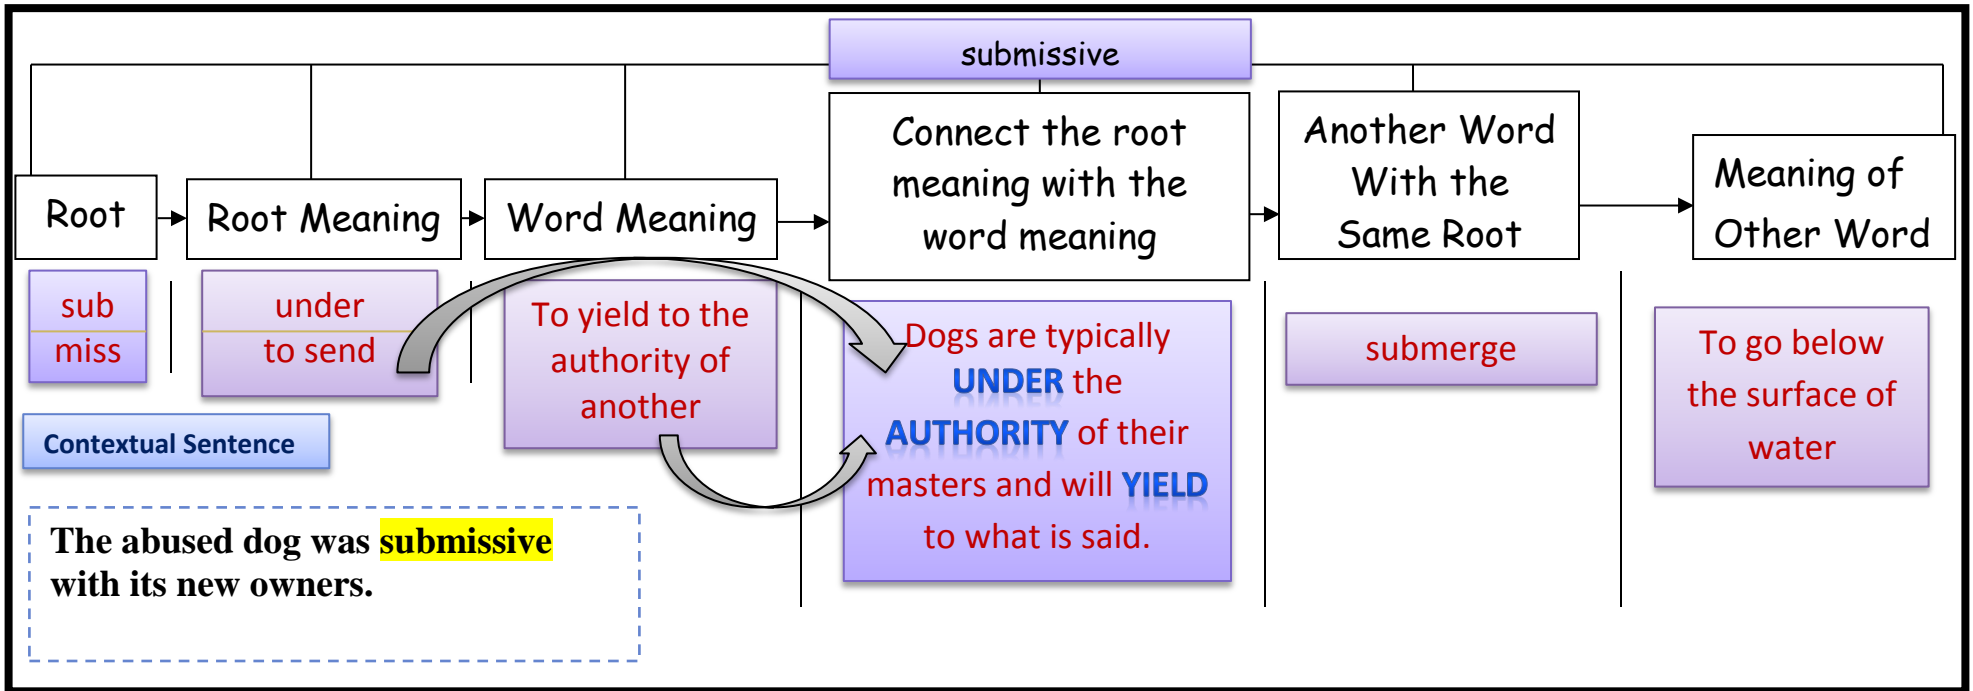 submissive
Root
Root Meaning
Word Meaning
Connect the root
meaning with the
word meaning
Another Word
With the
Same Root
Meaning of
Other Word
sub
miss
under
to send
To yield to the
authority of
another
Dogs are typically
UNDER the
AUTHORITY of their
masters and will YIELD
to what is said.
submerge
To go below
the surface of
water
Contextual Sentence
The abused dog was submissive
with its new owners.